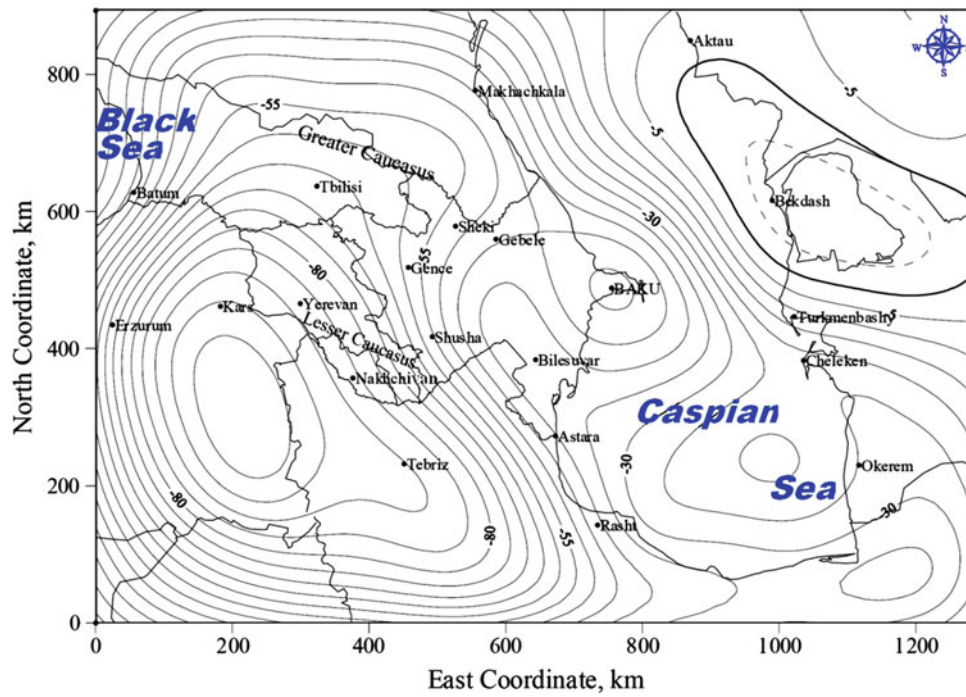 N
W E
S
800
600
400
200
0
North Coordinate, km
0 200 400 600 800 1000 1200
East Coordinate, km
Aktau
Makhachkala
-55
-5
-5
Black
Sea
Greater Caucasus
Batum
Tbilisi
Bekdash
-30
Sheki
Gebele
-55
Gence
-80
BAKU
Kars
Yerevan
Erzurum
Lesser Caucasus
Shusha
Turkmenbashy
-5
Bilesuvar
Cheleken
Nakhchivan
Caspian
Sea
Astara
Tebriz
-30
Okerem
-80
-30
Rasht
-80
-55